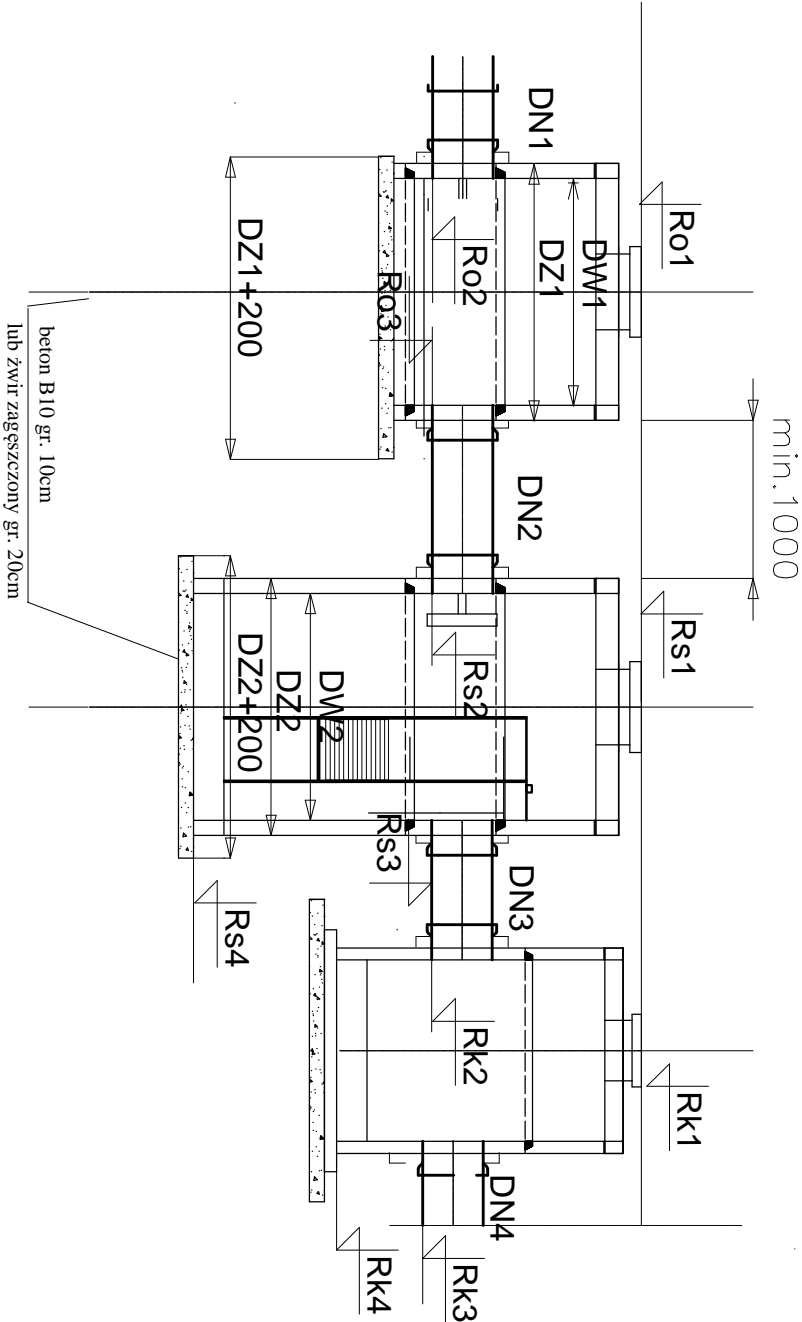 min.1000
Ro1
Rs1
Rk1
DW1
DZ1
DN1
DN2
DN3
DN4
Ro2
Ro3
Rs2
Rs3
Rk2
Rk3
Rk4
DW2
DZ2
DZ2+200
DZ1+200
Rs4
beton B10 gr. 10cm
lub żwir zagęszczony gr. 20cm